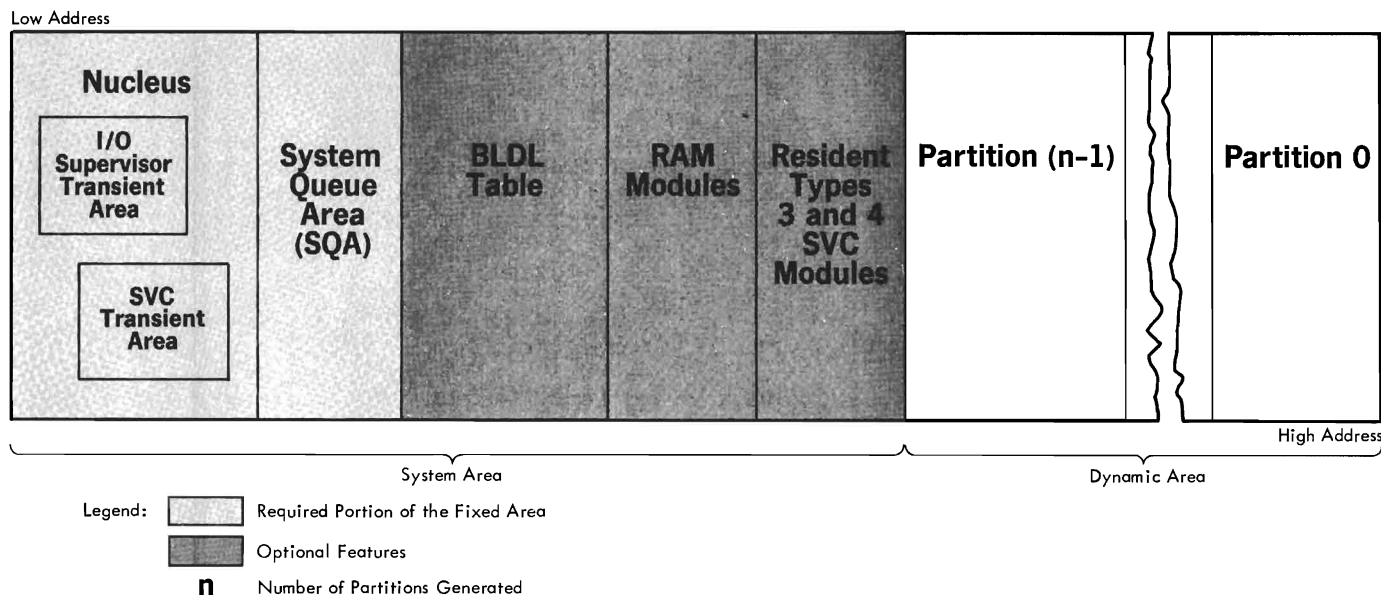 Low Address
Nucleus
I/O
Supervisor
Transient
Area
SVC
Transient
Area
System
Queue
Area
(SQA)
BLDL
Table
RAM
Modules
Resident
Types
3 and 4
SVC
Modules
Partition (n-1)
Partition 0
High Address
System Area
Dynamic Area
Legend:
Required Portion of the Fixed Area
Optional Features
n Number of Partitions Generated